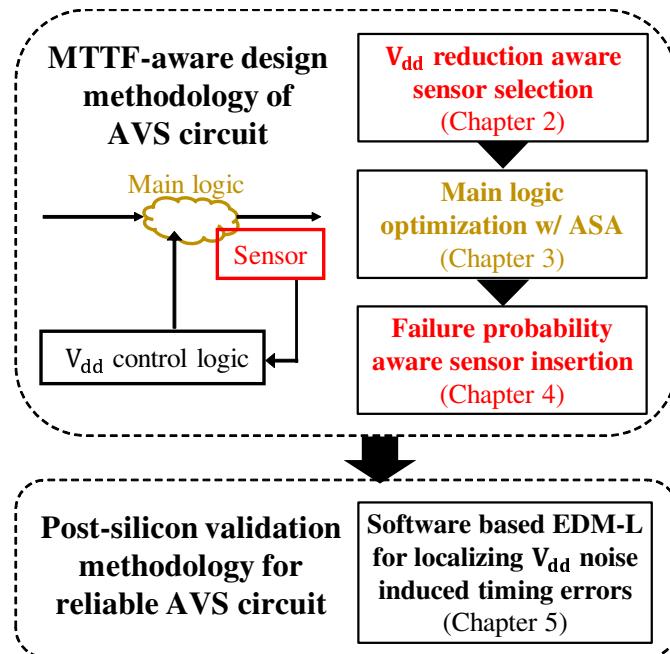 MTTF-aware design
methodology of
AVS circuit
Main logic
Sensor
Vdd control logic
Vdd reduction aware
sensor selection
(Chapter 2)
Main logic
optimization w/ ASA
(Chapter 3)
Failure probability
aware sensor insertion
(Chapter 4)
Post-silicon validation
methodology for
reliable AVS circuit
Software based EDM-L
for localizing Vdd noise
induced timing errors
(Chapter 5)